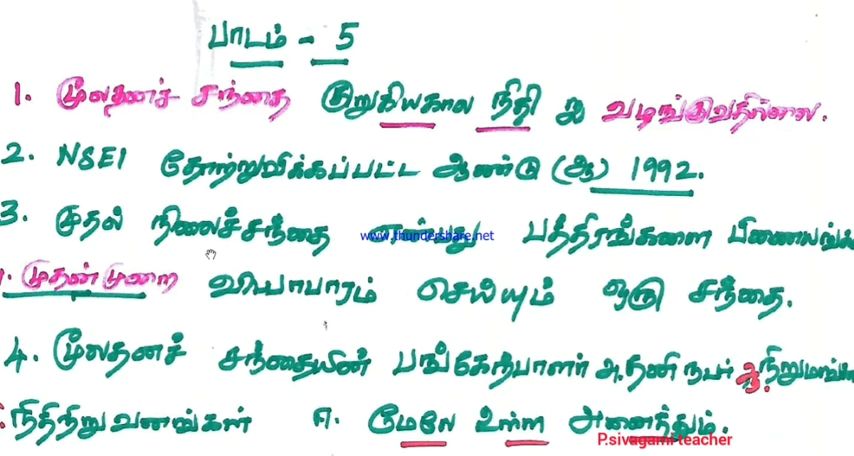 பாடம் - 5
1. மூலதனச் சந்தை குறுகியகால நிதி ஐ வழங்குவதில்லை.
2. NSEI தோற்றுவிக்கப்பட்ட ஆண்டு (ஆ) 1992.
3. முதல் நிலைச்சந்தை என்பது பத்திரங்களை
www.thundershare.net
முதன்முறை வியாபாரம் செய்யும் ஒரு சந்தை.
4. மூலதனச் சந்தையின் பங்கேற்பாளர் அ. தனி நபர் ஆ.
நிதிநிறுவனங்கள் ஈ. மேலே உள்ள அனைத்தும்.
P.sivagami teacher